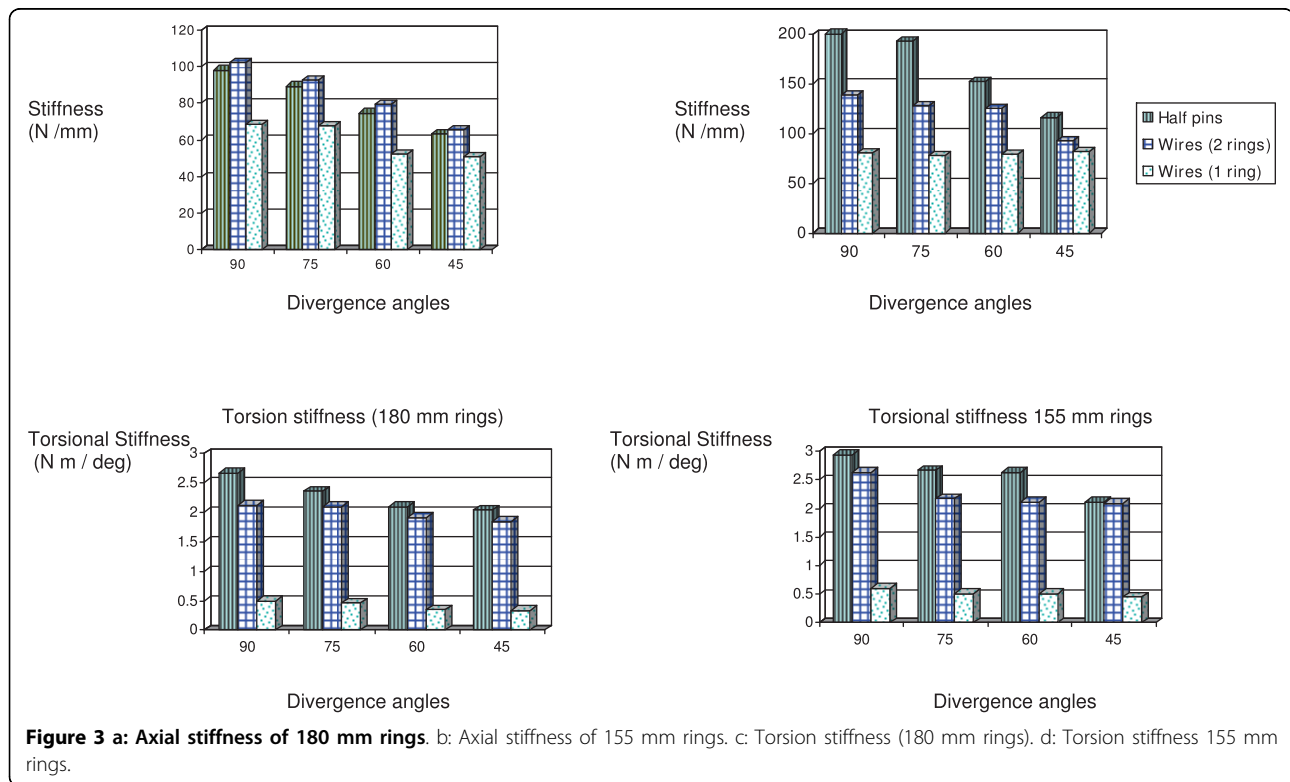 120
100
80
60
40
20
0
Stiffness
(N /mm)
90 75 60 45
Divergence angles
200
150
100
50
0
Stiffness
(N /mm)
90 75 60 45
Divergence angles
Half pins
Wires (2 rings)
Wires (1 ring)
Torsion stiffness (180 mm rings)
Torsional Stiffness
(N m / deg)
3
2.5
2
1.5
1
0.5
0
90 75 60 45
Divergence angles
Torsional stiffness 155 mm rings
Torsional Stiffness
(N m / deg)
3
2.5
2
1.5
1
0.5
0
90 75 60 45
Divergence angles
Figure 3 a: Axial stiffness of 180 mm rings. b: Axial stiffness of 155 mm rings. c: Torsion stiffness (180 mm rings). d: Torsion stiffness 155 mm
rings.